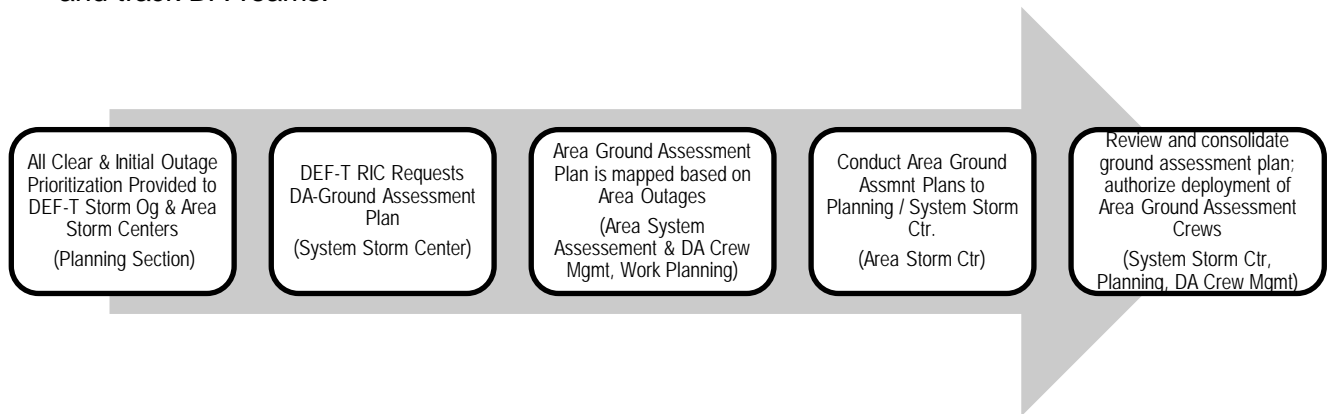 All Clear & Initial Outage
Prioritization Provided to
DEF-T Storm Og & Area
Storm Centers
(Planning Section)
DEF-T RIC Requests
DA-Ground Assessment
Plan
(System Storm Center)
Area Ground Assessment
Plan is mapped based on
Area Outages
(Area System
Assessement & DA Crew
Mgmt, Work Planning)
Conduct Area Ground
Assmnt Plans to
Planning / System Storm
Ctr.
(Area Storm Ctr)
Review and consolidate
ground assessment plan;
authorize deployment of
Area Ground Assessment
Crews
(System Storm Ctr,
Planning, DA Crew Mgmt)